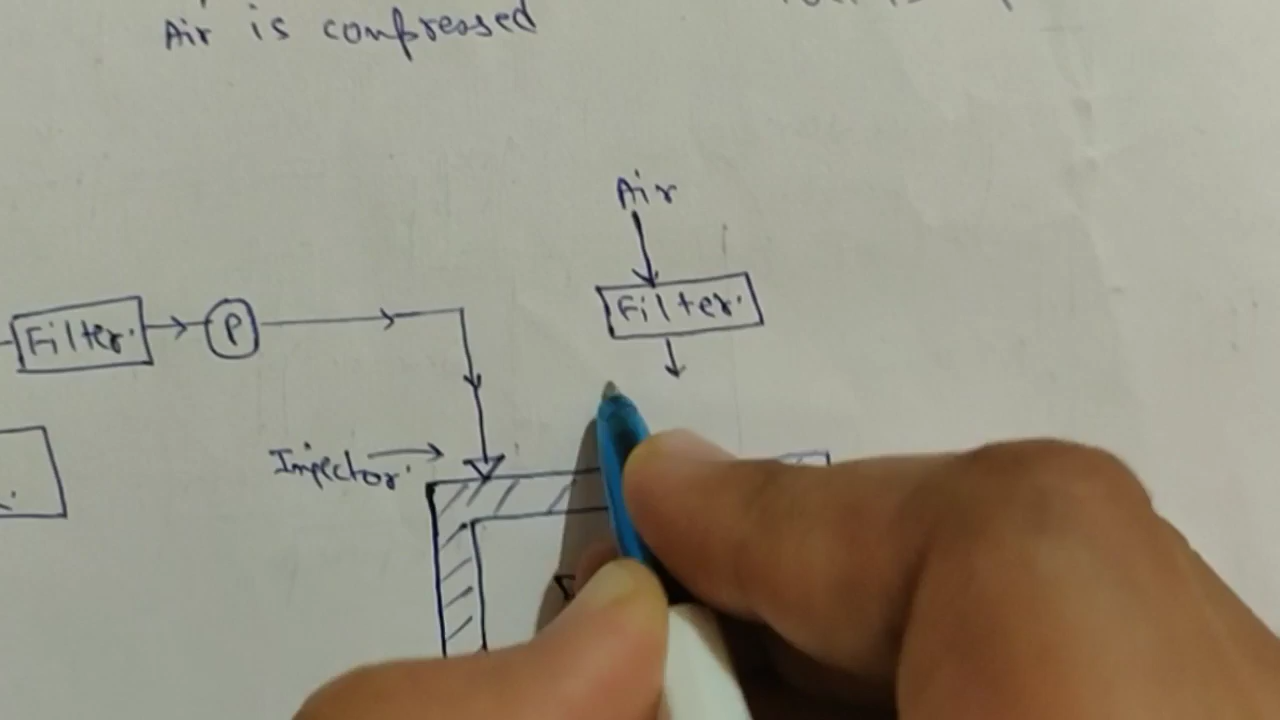 Air is compressed
Air
Filter.
Filter.
P
Injector.